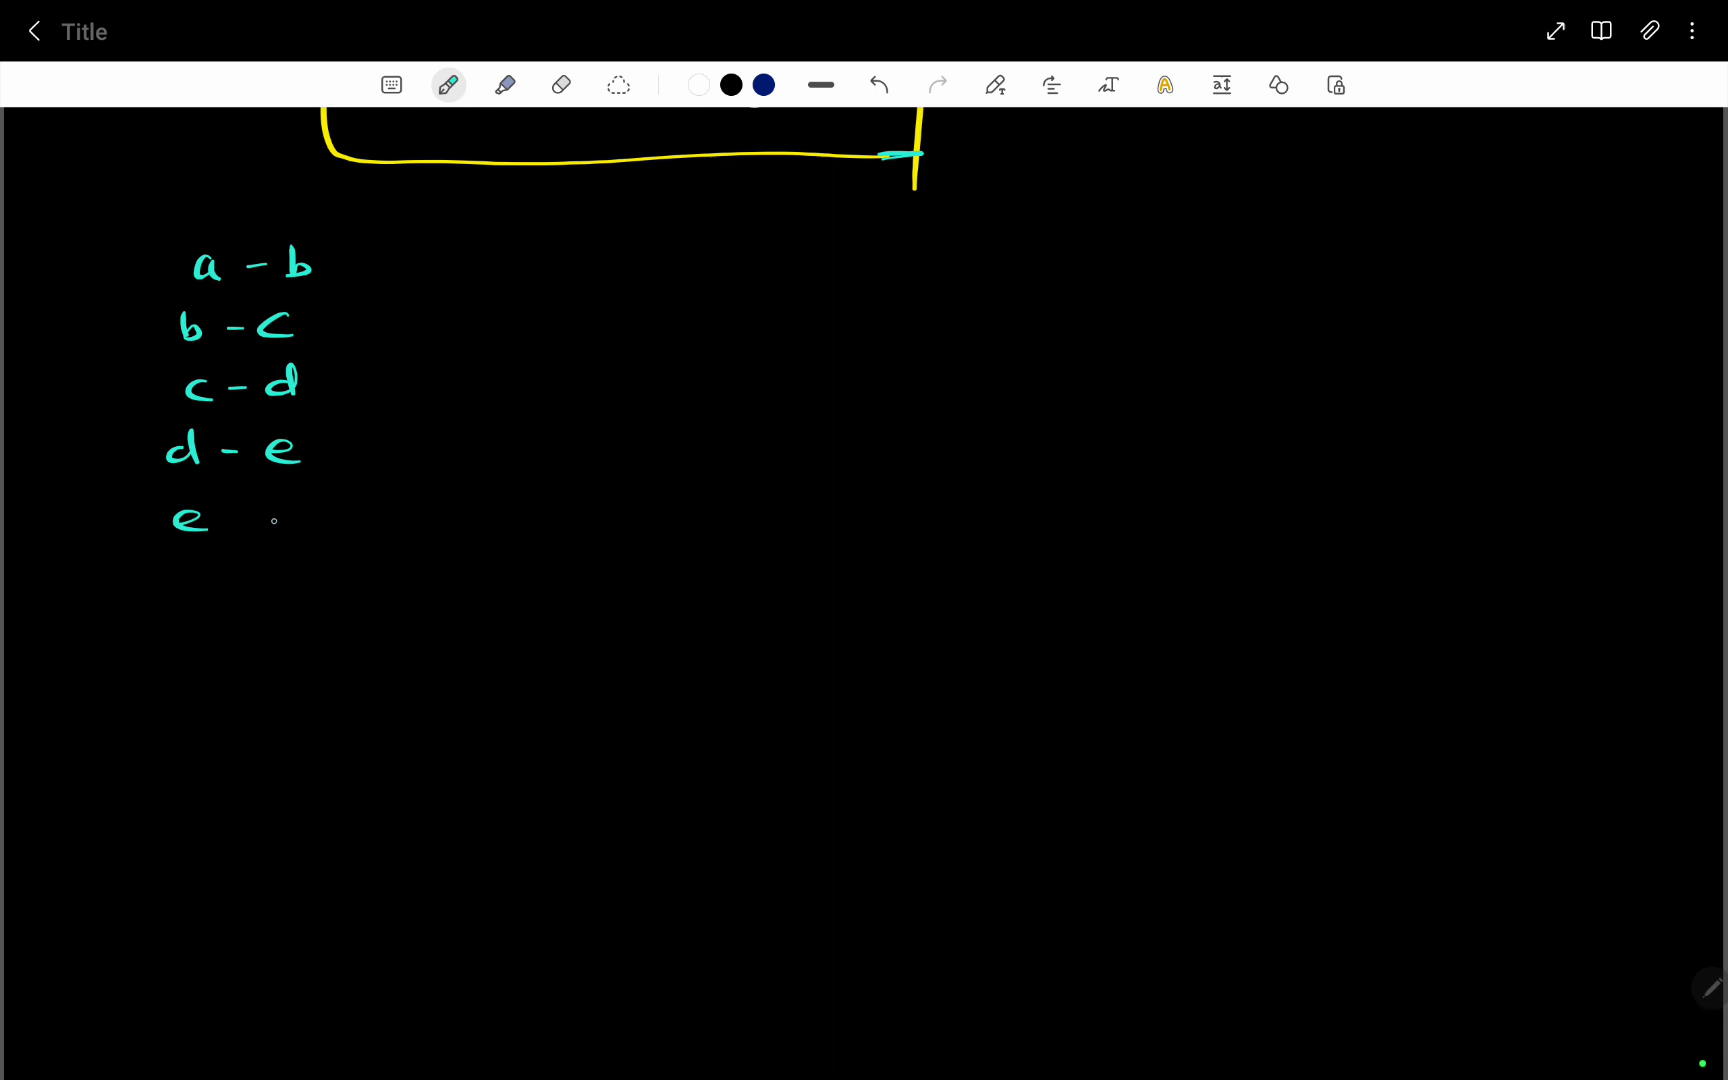 Title
a - b
b - c
c - d
d - e
e